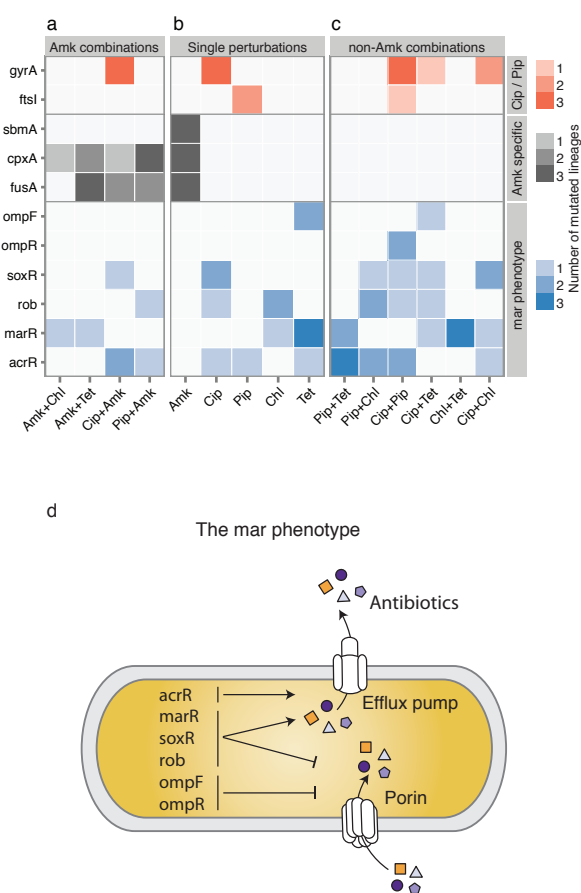 a
b
c
Amk combinations
Single perturbations
non-Amk combinations
gyrA
ftsI
sbmA
cpxA
fusA
ompF
ompR
soxR
rob
marR
acrR
Cip / Pip
Amk specific
mar phenotype
1
2
3
1
2
3
1
2
3
Number of mutated lineages
Amk+Chl
Amk+Tet
Cip+Amk
Pip+Amk
Amk
Cip
Pip
Chl
Tet
Pip+Tet
Pip+Chl
Cip+Pip
Cip+Tet
Chl+Tet
Cip+Chl
d
The mar phenotype
Antibiotics
Efflux pump
acrR
marR
soxR
rob
ompF
ompR
Porin